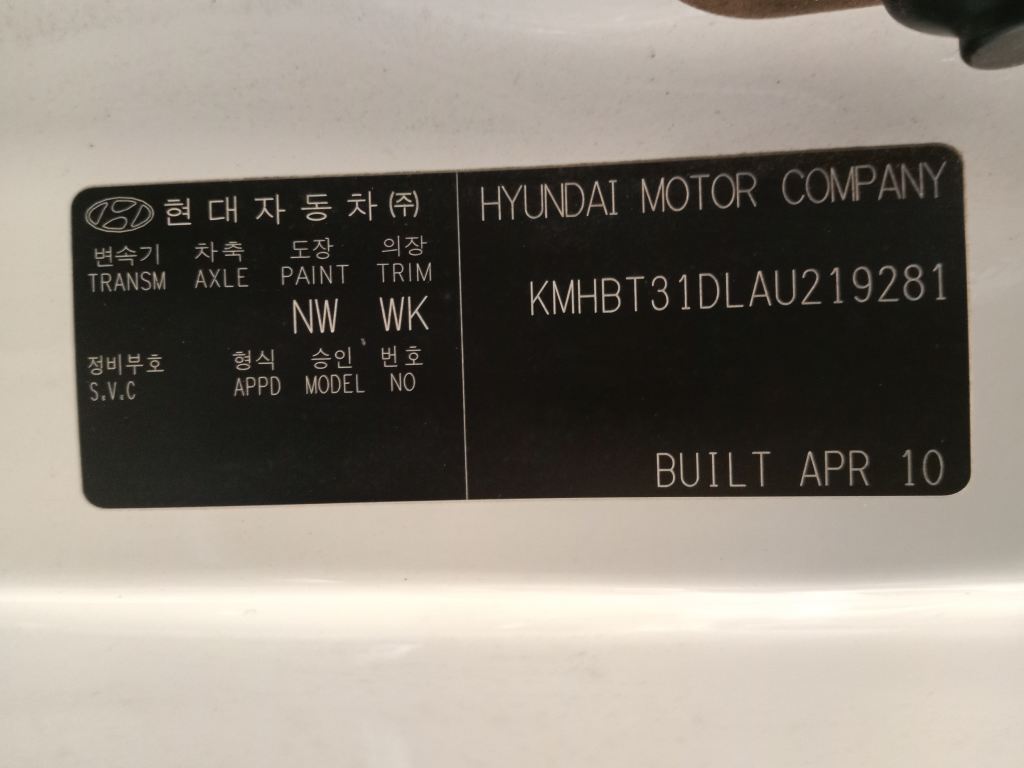 현대자동차(주)
변속기 차축 도장 의장
TRANSM AXLE PAINT TRIM
NW WK
정비부호 형식 승인 번호
S.V.C APPD MODEL NO
HYUNDAI MOTOR COMPANY
KMHBT31DLAU219281
BUILT APR 10